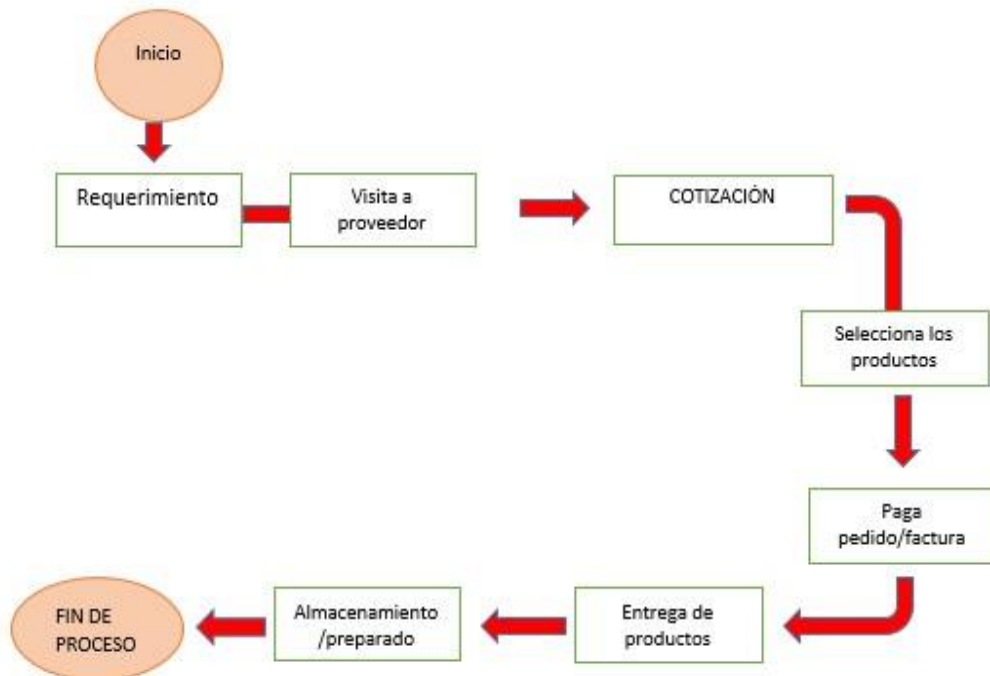 Inicio
Requerimiento
Visita a
proveedor
COTIZACIÓN
Selecciona los
productos
Paga
pedido/factura
Entrega de
productos
Almacenamiento
/preparado
FIN DE
PROCESO